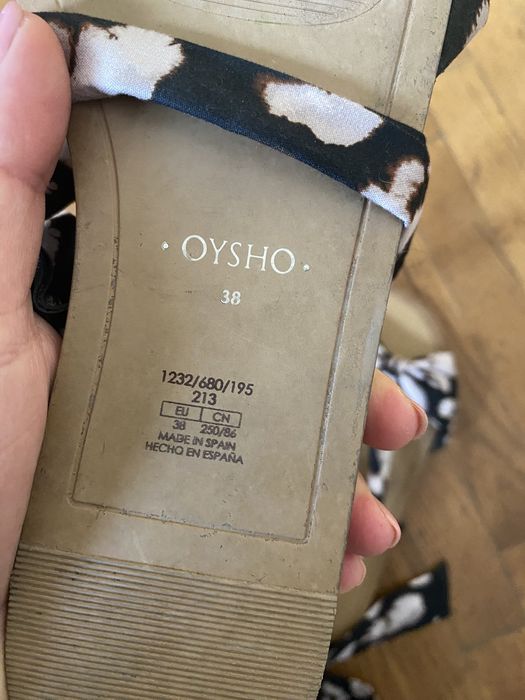 · OYSHO ·
38
1232/680/195
213
EU CN
38 250/86
MADE IN SPAIN
HECHO EN ESPAÑA